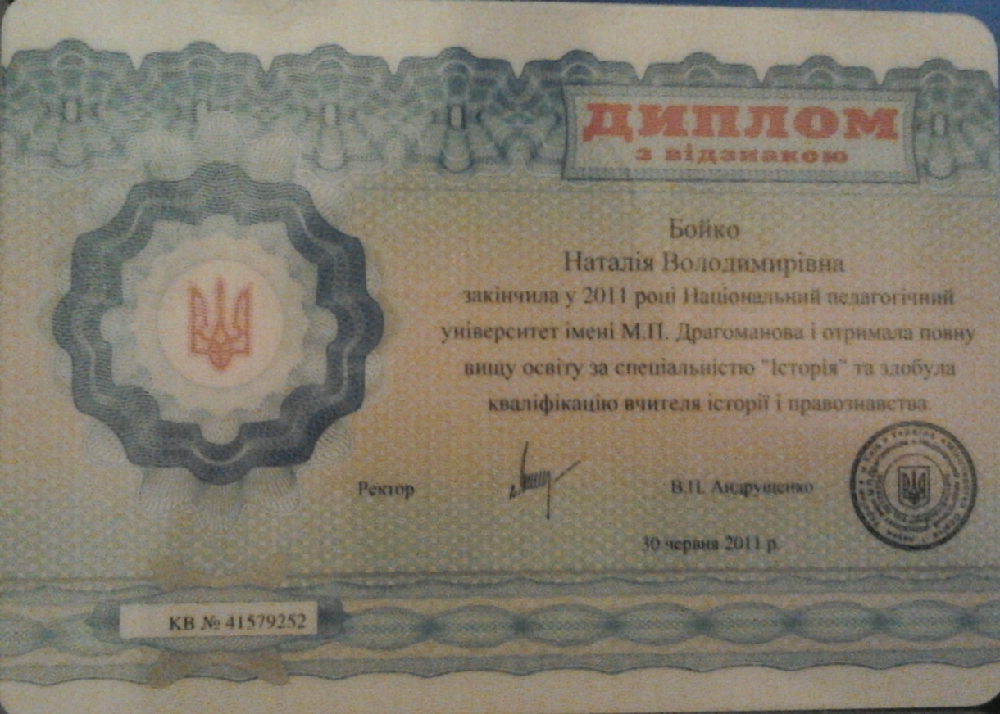 ДИПЛОМ
з відзнакою
Бойко
Наталія Володимирівна
закінчила у 2011 році Національний педагогічний
університет імені М.П. Драгоманова і отримала повну
вищу освіту за спеціальністю "Історія" та здобула
кваліфікацію вчителя історії і правознавства
Ректор
В.П. Андрущенко
30 червня 2011 р.
КВ № 41579252